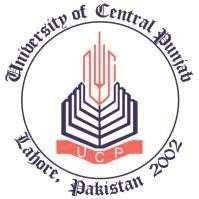 University of Central Punjab
UCP
Lahore, Pakistan 2002